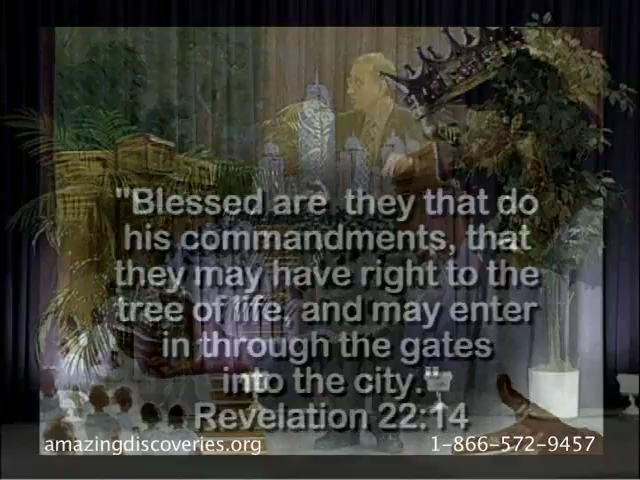 "Blessed are they that do
his commandments, that
they may have right to the
tree of life, and may enter
in through the gates
into the city."
Revelation 22:14
amazingdiscoveries.org 1-866-572-9457